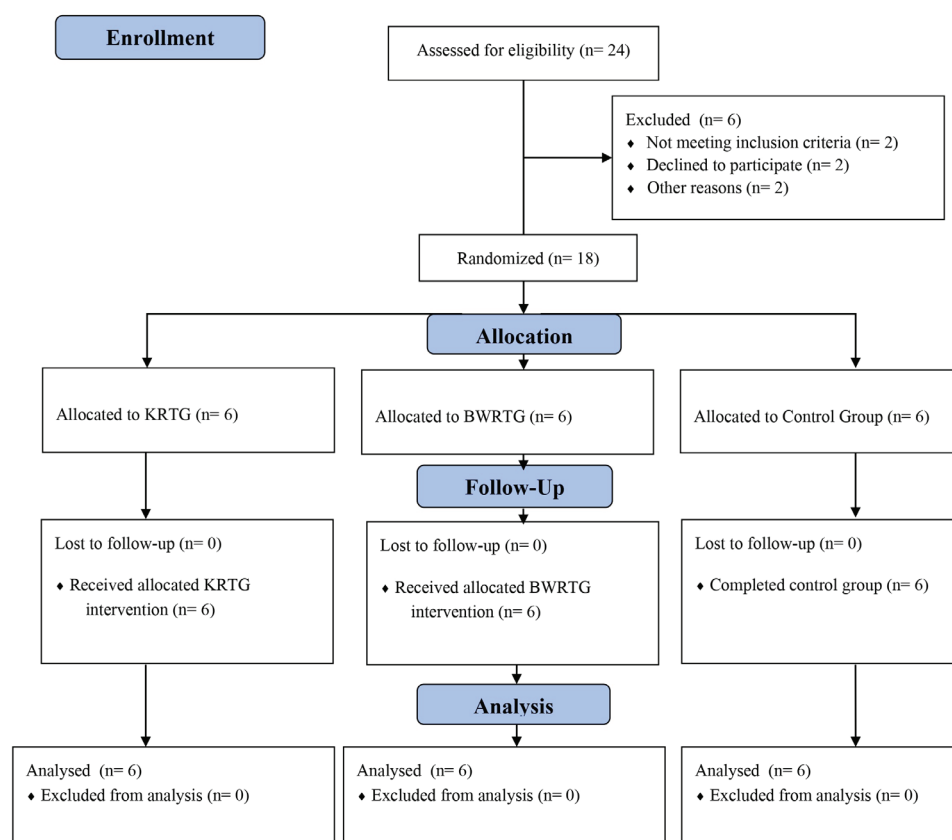 Enrollment
Assessed for eligibility (n= 24)
Excluded (n= 6)
♦ Not meeting inclusion criteria (n= 2)
♦ Declined to participate (n= 2)
♦ Other reasons (n= 2)
Randomized (n= 18)
Allocation
Allocated to KRTG (n= 6)
Allocated to BWRTG (n= 6)
Allocated to Control Group (n= 6)
Follow-Up
Lost to follow-up (n= 0)
♦ Received allocated KRTG
intervention (n= 6)
Lost to follow-up (n= 0)
♦ Received allocated BWRTG
intervention (n= 6)
Lost to follow-up (n= 0)
♦ Completed control group (n= 6)
Analysis
Analysed (n= 6)
♦ Excluded from analysis (n= 0)
Analysed (n= 6)
♦ Excluded from analysis (n= 0)
Analysed (n= 6)
♦ Excluded from analysis (n= 0)